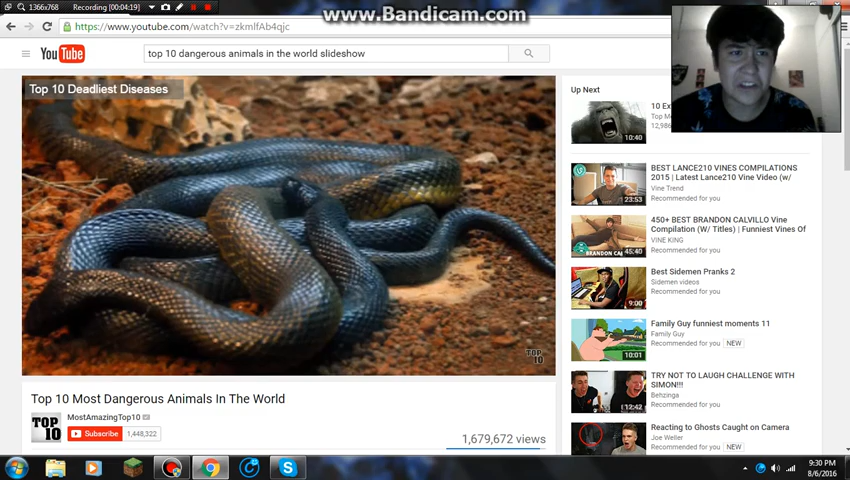 1366x768
Recording [00:04:19]
www.Bandicam.com
https://www.youtube.com/watch?v=zkmlfAb4qjc
YouTube
top 10 dangerous animals in the world slideshow
Top 10 Deadliest Diseases
TOP
10
Top 10 Most Dangerous Animals In The World
TOP
10
MostAmazingTop10
Subscribe
1,448,322
1,679,672 views
Up Next
10:40
10 Ex
Top M
12,986
23:53
BEST LANCE210 VINES COMPILATIONS
2015 | Latest Lance210 Vine Video (w/
Vine Trend
Recommended for you
BRANDON CAL
45:40
450+ BEST BRANDON CALVILLO Vine
Compilation (W/ Titles) | Funniest Vines Of
VINE KING
Recommended for you
9:00
Best Sidemen Pranks 2
Sidemen videos
Recommended for you
10:01
Family Guy funniest moments 11
Family Guy
Recommended for you NEW
12:42
TRY NOT TO LAUGH CHALLENGE WITH
SIMON!!!
Behzinga
Recommended for you
Reacting to Ghosts Caught on Camera
Joe Weller
Recommended for you NEW
9:30 PM
8/6/2016